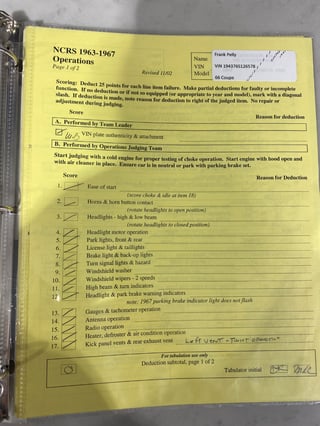 NCRS 1963-1967
Operations
Page 1 of 2
Revised 11/02
Name Frank Pelly
VIN VIN 194376S126576
Model 66 Coupe
Scoring: Deduct 25 points for each line item failure. Make partial deductions for faulty or incomplete
function. If no deduction or if not so equipped (or appropriate to year and model), mark with a diagonal
slash. If deduction is made, note reason for deduction to right of the judged item. No repair or
adjustment during judging.
Score
Reason for deduction
A. Performed by Team Leader
VIN plate authenticity & attachment
B. Performed by Operations Judging Team
Start judging with a cold engine for proper testing of choke operation. Start engine with hood open and
with air cleaner in place. Ensure car is in neutral or park with parking brake set.
Score
Reason for Deduction
1. Ease of start
(score choke & idle at item 18)
2. Horns & horn button contact
(rotate headlights to open position)
3. Headlights - high & low beam
(rotate headlights to closed position)
4. Headlight motor operation
5. Park lights, front & rear
6. License light & taillights
7. Brake light & back-up lights
8. Turn signal lights & hazard
9. Windshield washer
10. Windshield wipers - 2 speeds
11. High beam & turn indicators
12. Headlight & park brake warning indicators
note: 1967 parking brake indicator light does not flash
13. Gauges & tachometer operation
14. Antenna operation
15. Radio operation
16. Heater, defroster & air condition operation
17. Kick panel vents & rear exhaust vent Left vent -
For tabulation use only
Deduction subtotal, page 1 of 2
Tabulator initial